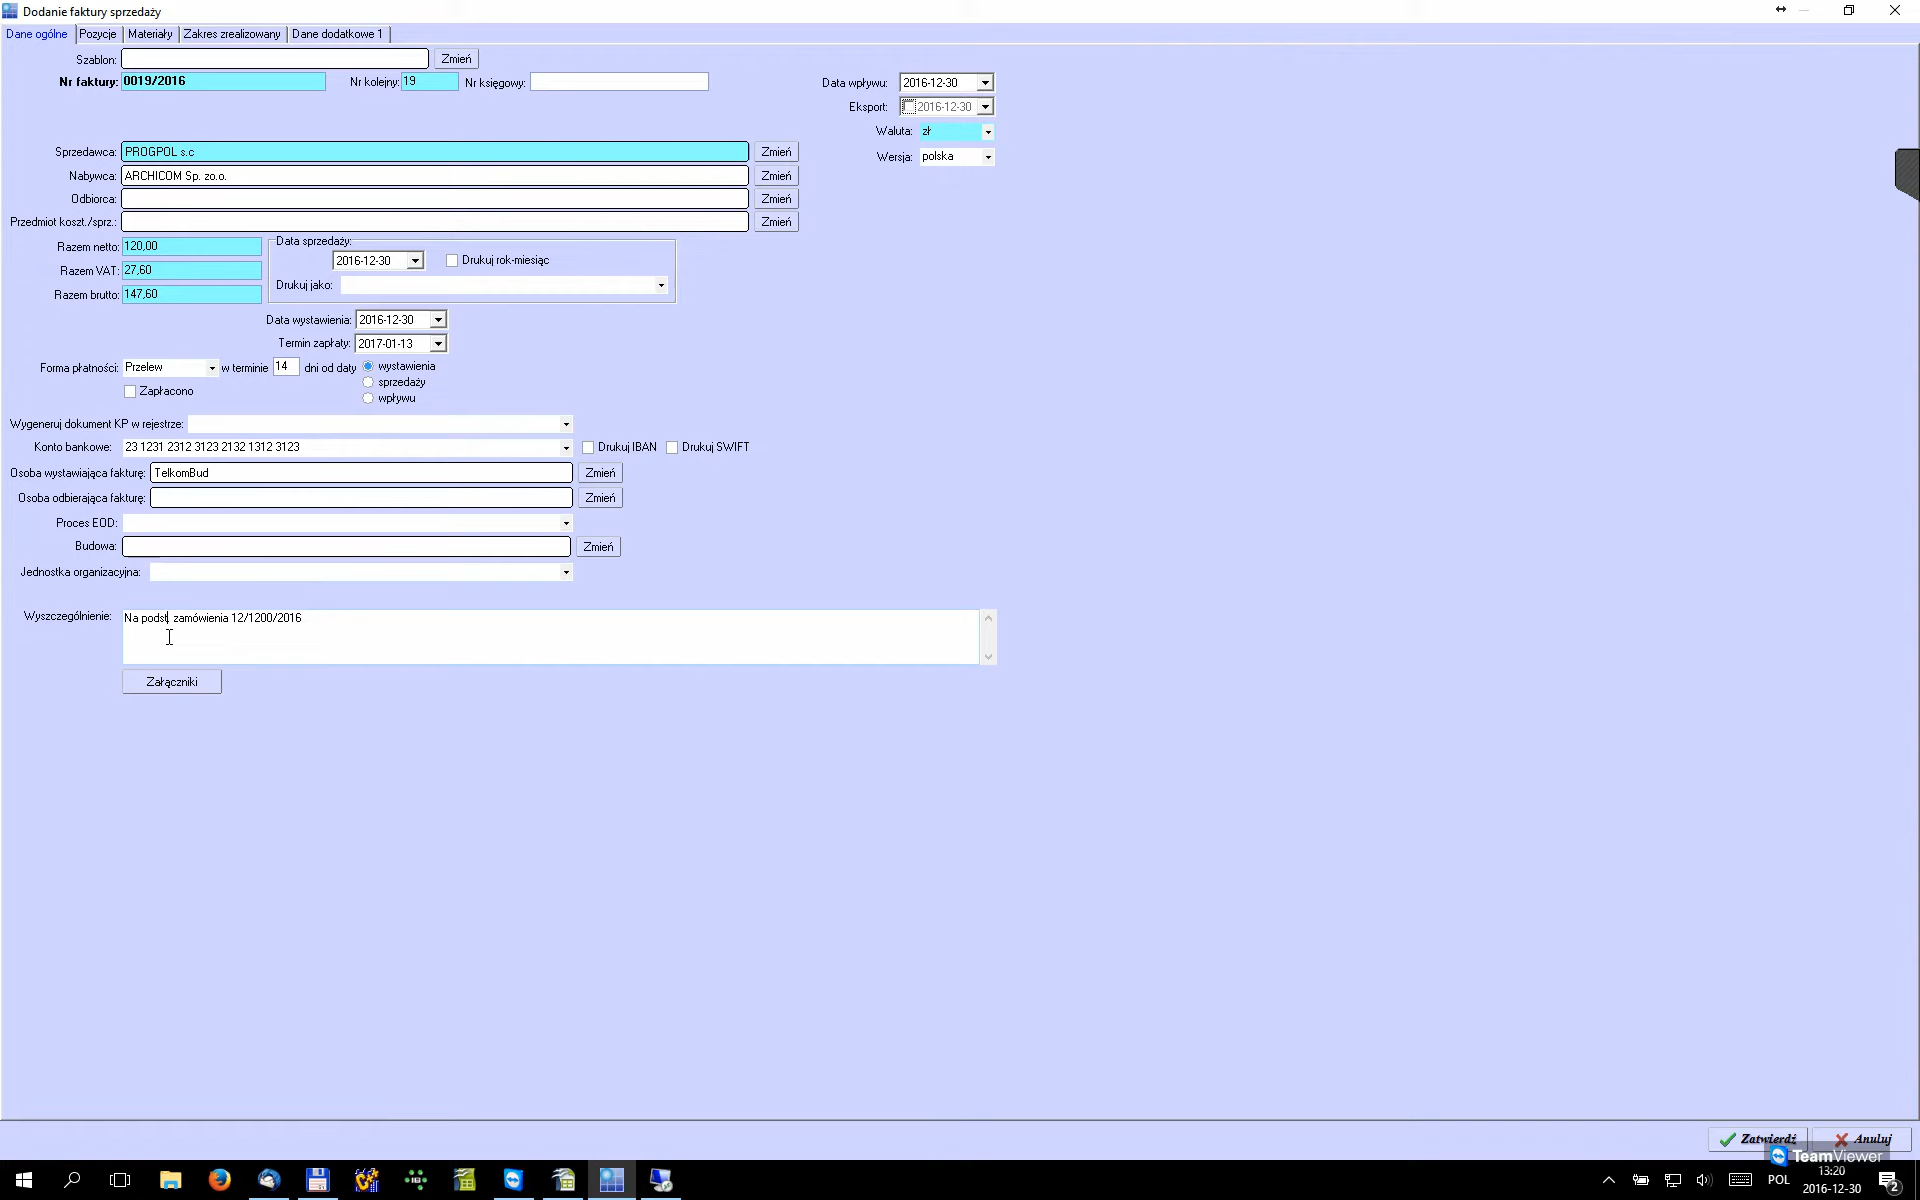 Dodanie faktury sprzedaży
Dane ogólne Pozycje Materiały Zakres zrealizowany Dane dodatkowe 1
Szablon: Zmień
Nr faktury: 0019/2016 Nr kolejny: 19 Nr księgowy: Data wpływu: 2016-12-30
Eksport: 2016-12-30
Waluta: zł
Sprzedawca: PROGPOL s.c Zmień Wersja: polska
Nabywca: ARCHICOM Sp. zo.o. Zmień
Odbiorca: Zmień
Przedmiot koszt./sprz.: Zmień
Razem netto: 120,00 Data sprzedaży:
2016-12-30 Drukuj rok-miesiąc
Razem VAT: 27,60
Drukuj jako:
Razem brutto: 147,60
Data wystawienia: 2016-12-30
Termin zapłaty: 2017-01-13
Forma płatności: Przelew w terminie 14 dni od daty wystawienia
sprzedaży
Zapłacono wpływu
Wygeneruj dokument KP w rejestrze:
Konto bankowe: 23 1231 2312 3123 2132 1312 3123 Drukuj IBAN Drukuj SWIFT
Osoba wystawiająca fakturę: TelkomBud Zmień
Osoba odbierająca fakturę: Zmień
Proces EOD:
Budowa: Zmień
Jednostka organizacyjna:
Wyszczególnienie: Na podst. zamówienia 12/1200/2016
Załączniki
Zatwierdź Anuluj
TeamViewer
POL 13:20
2016-12-30 2